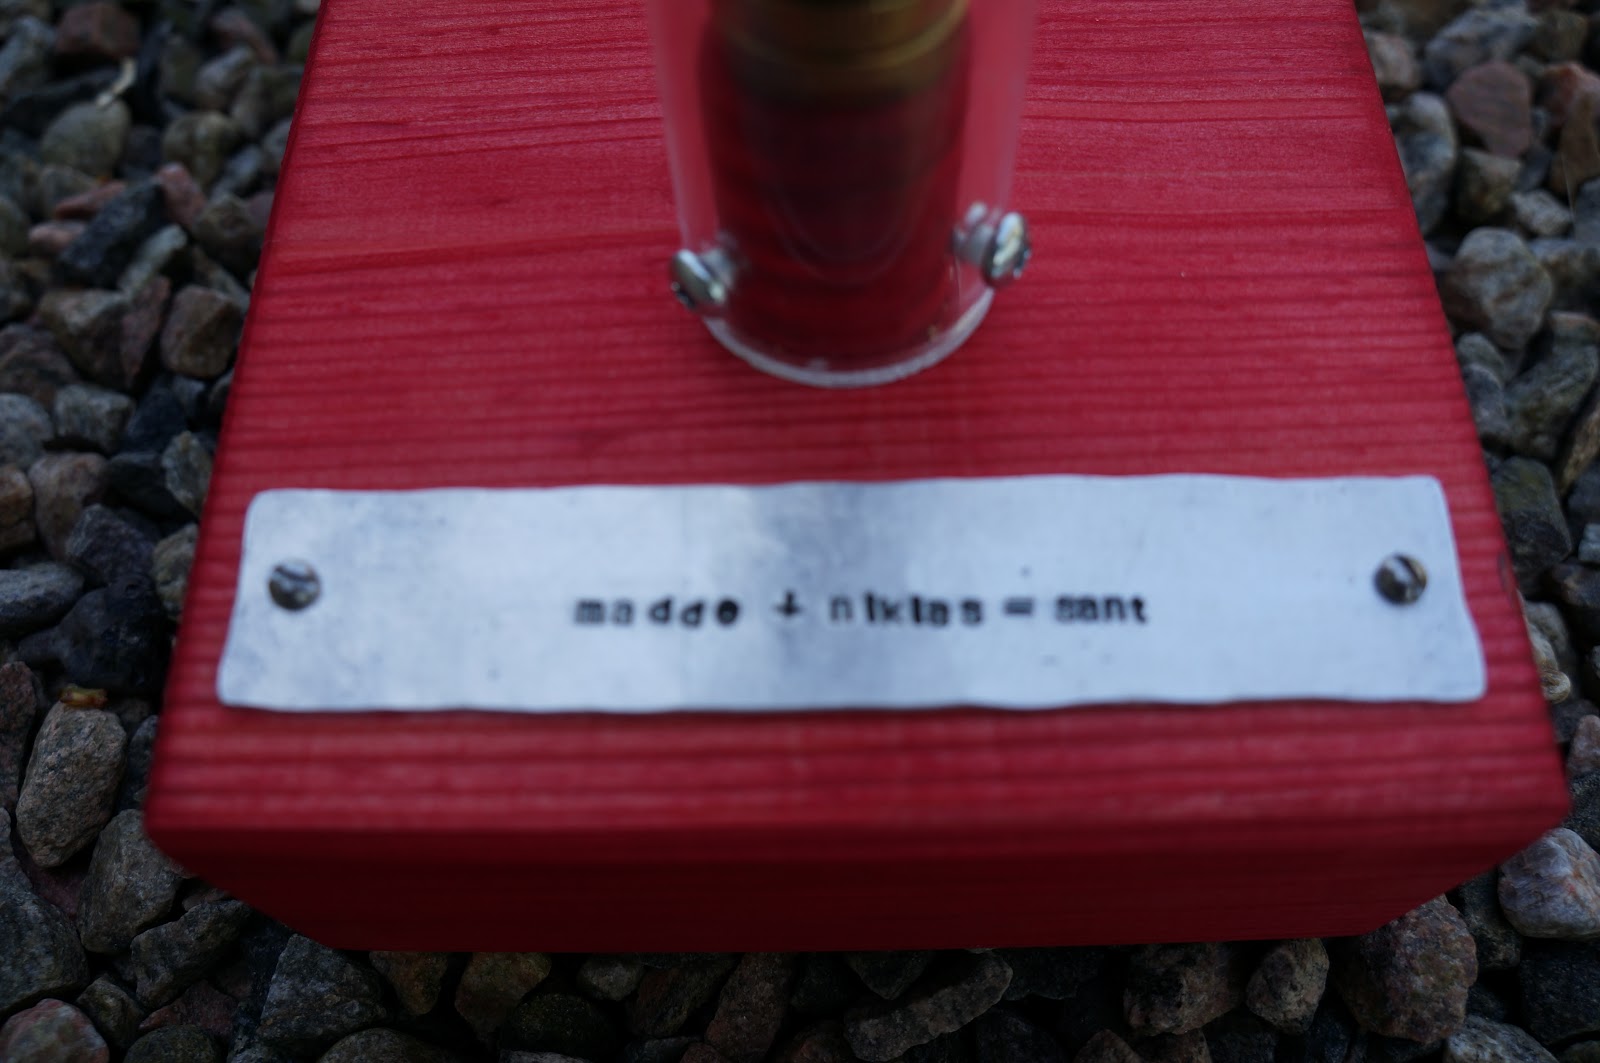 madde + niklas = sant